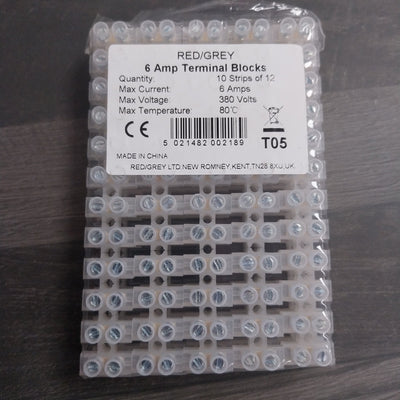 RED/GREY
6 Amp Terminal Blocks
Quantity: 10 Strips of 12
Max Current: 6 Amps
Max Voltage: 380 Volts
Max Temperature: 80°C
CE
5 021482 002189
T05
MADE IN CHINA
RED/GREY LTD,NEW ROMNEY,KENT,TN28 8XU,UK.